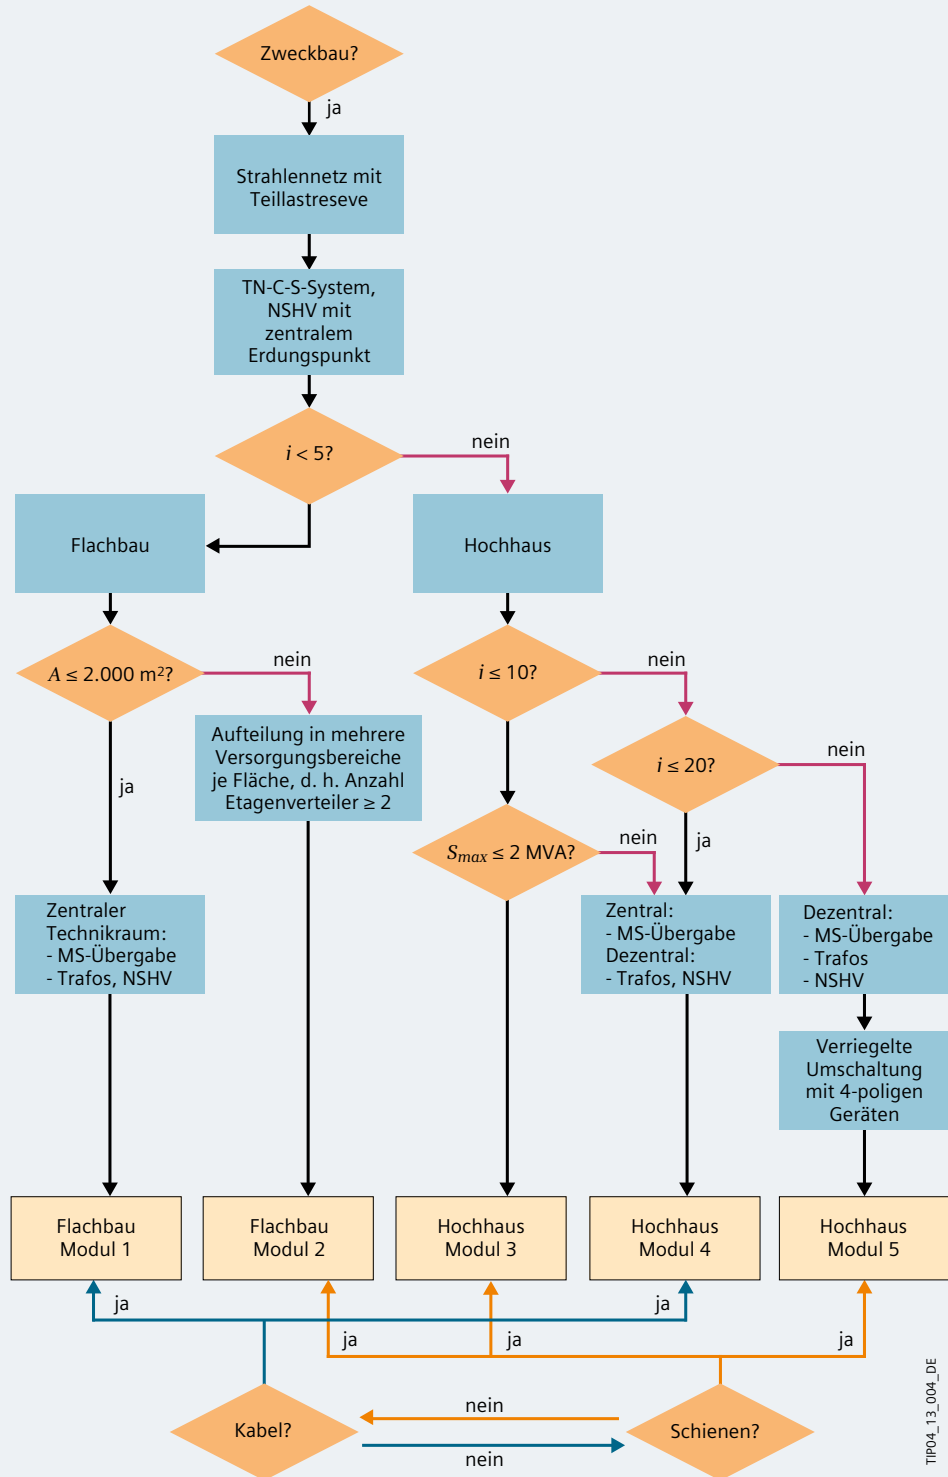 Zweckbau?
ja
Strahlennetz mit
Teillastreseve
TN-C-S-System,
NSHV mit
zentralem
Erdungspunkt
i < 5?
nein
Flachbau
Hochhaus
A ≤ 2.000 m²?
nein
ja
Aufteilung in mehrere
Versorgungsbereiche
je Fläche, d. h. Anzahl
Etagenverteiler ≥ 2
i ≤ 10?
nein
i ≤ 20?
nein
ja
Smax ≤ 2 MVA?
nein
Zentraler
Technikraum:
- MS-Übergabe
- Trafos, NSHV
Zentral:
- MS-Übergabe
Dezentral:
- Trafos, NSHV
Dezentral:
- MS-Übergabe
- Trafos
- NSHV
Verriegelte
Umschaltung
mit 4-poligen
Geräten
Flachbau
Modul 1
Flachbau
Modul 2
Hochhaus
Modul 3
Hochhaus
Modul 4
Hochhaus
Modul 5
ja
ja
ja
ja
ja
Kabel?
nein
nein
Schienen?
TIP04_13_004_DE